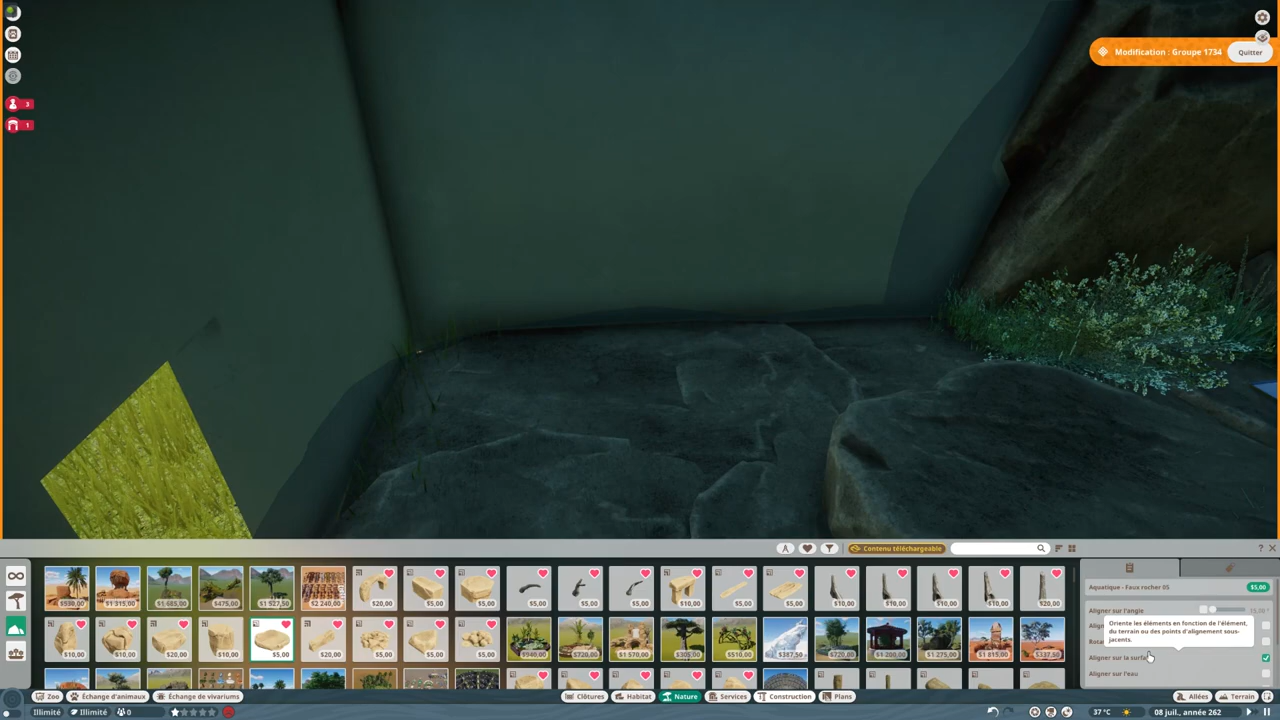 Modification : Groupe 1734
Quitter
3
1
Contenu téléchargeable
?
$530,00
$1 315,00
$1 685,00
$475,00
$1 527,50
$2 240,00
$20,00
$5,00
$5,00
$5,00
$5,00
$5,00
$10,00
$5,00
$5,00
$10,00
$10,00
$10,00
$10,00
$20,00
$10,00
$10,00
$20,00
$10,00
$5,00
$5,00
$5,00
$5,00
$5,00
$940,00
$720,00
$1 570,00
$305,00
$510,00
$387,50
$720,00
$1 200,00
$1 275,00
$1 815,00
$337,50
Aquatique - Faux rocher 05
$5,00
Aligner sur l'angle
Oriente les éléments en fonction de l'élément,
du terrain ou des points d'alignement sous-
jacents.
Aligner sur la surfa
Aligner sur l'eau
Zoo
Échange d'animaux
Échange de vivariums
Clôtures
Habitat
Nature
Services
Construction
Plans
Allées
Terrain
Illimité
Illimité
0
37 °C
08 juil., année 262